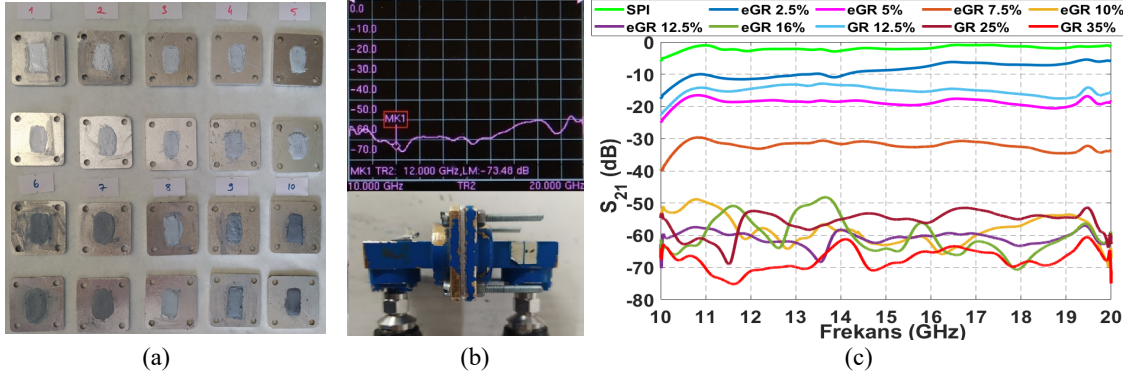 1 2 3 4 5
6 7 8 9 10
(a)
0.0
-10.0
-20.0
-30.0
-40.0
-50.0
-60.0
-70.0
MK1
MK1 TR2: 12.000 GHz,LM:-73.48 dB
10.000 GHz TR2 20.000 GHz
(b)
SPI eGR 2.5% eGR 5% eGR 7.5% eGR 10%
eGR 12.5% eGR 16% GR 12.5% GR 25% GR 35%
S21 (dB)
0
-10
-20
-30
-40
-50
-60
-70
-80
10 11 12 13 14 15 16 17 18 19 20
Frekans (GHz)
(c)